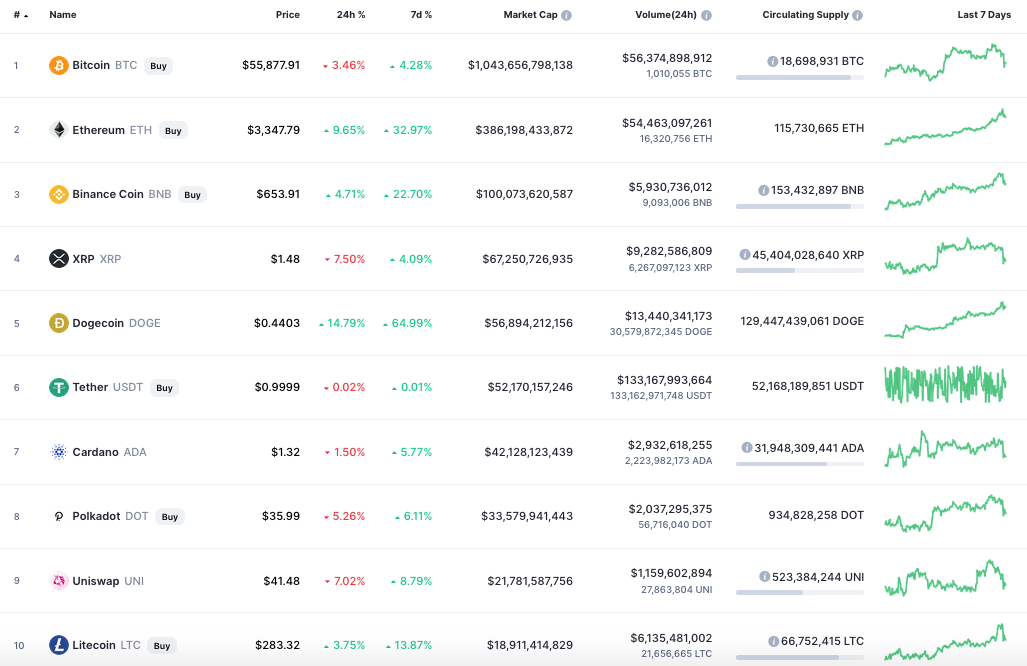 # Name Price 24h % 7d % Market Cap Volume(24h) Circulating Supply Last 7 Days
1 Bitcoin BTC Buy $55,877.91 3.46% 4.28% $1,043,656,798,138 $56,374,898,912 18,698,931 BTC
1,010,055 BTC
2 Ethereum ETH Buy $3,347.79 9.65% 32.97% $386,198,433,872 $54,463,097,261 115,730,665 ETH
16,320,756 ETH
3 Binance Coin BNB Buy $653.91 4.71% 22.70% $100,073,620,587 $5,930,736,012 153,432,897 BNB
9,093,006 BNB
4 XRP XRP $1.48 7.50% 4.09% $67,250,726,935 $9,282,586,809 45,404,028,640 XRP
6,267,097,123 XRP
5 Dogecoin DOGE $0.4403 14.79% 64.99% $56,894,212,156 $13,440,341,173 129,447,439,061 DOGE
30,579,872,345 DOGE
6 Tether USDT Buy $0.9999 0.02% 0.01% $52,170,157,246 $133,167,993,664 52,168,189,851 USDT
133,162,971,748 USDT
7 Cardano ADA $1.32 1.50% 5.77% $42,128,123,439 $2,932,618,255 31,948,309,441 ADA
2,223,982,173 ADA
8 Polkadot DOT Buy $35.99 5.26% 6.11% $33,579,941,443 $2,037,295,375 934,828,258 DOT
56,716,040 DOT
9 Uniswap UNI $41.48 7.02% 8.79% $21,781,587,756 $1,159,602,894 523,384,244 UNI
27,863,804 UNI
10 Litecoin LTC Buy $283.32 3.75% 13.87% $18,911,414,829 $6,135,481,002 66,752,415 LTC
21,656,665 LTC